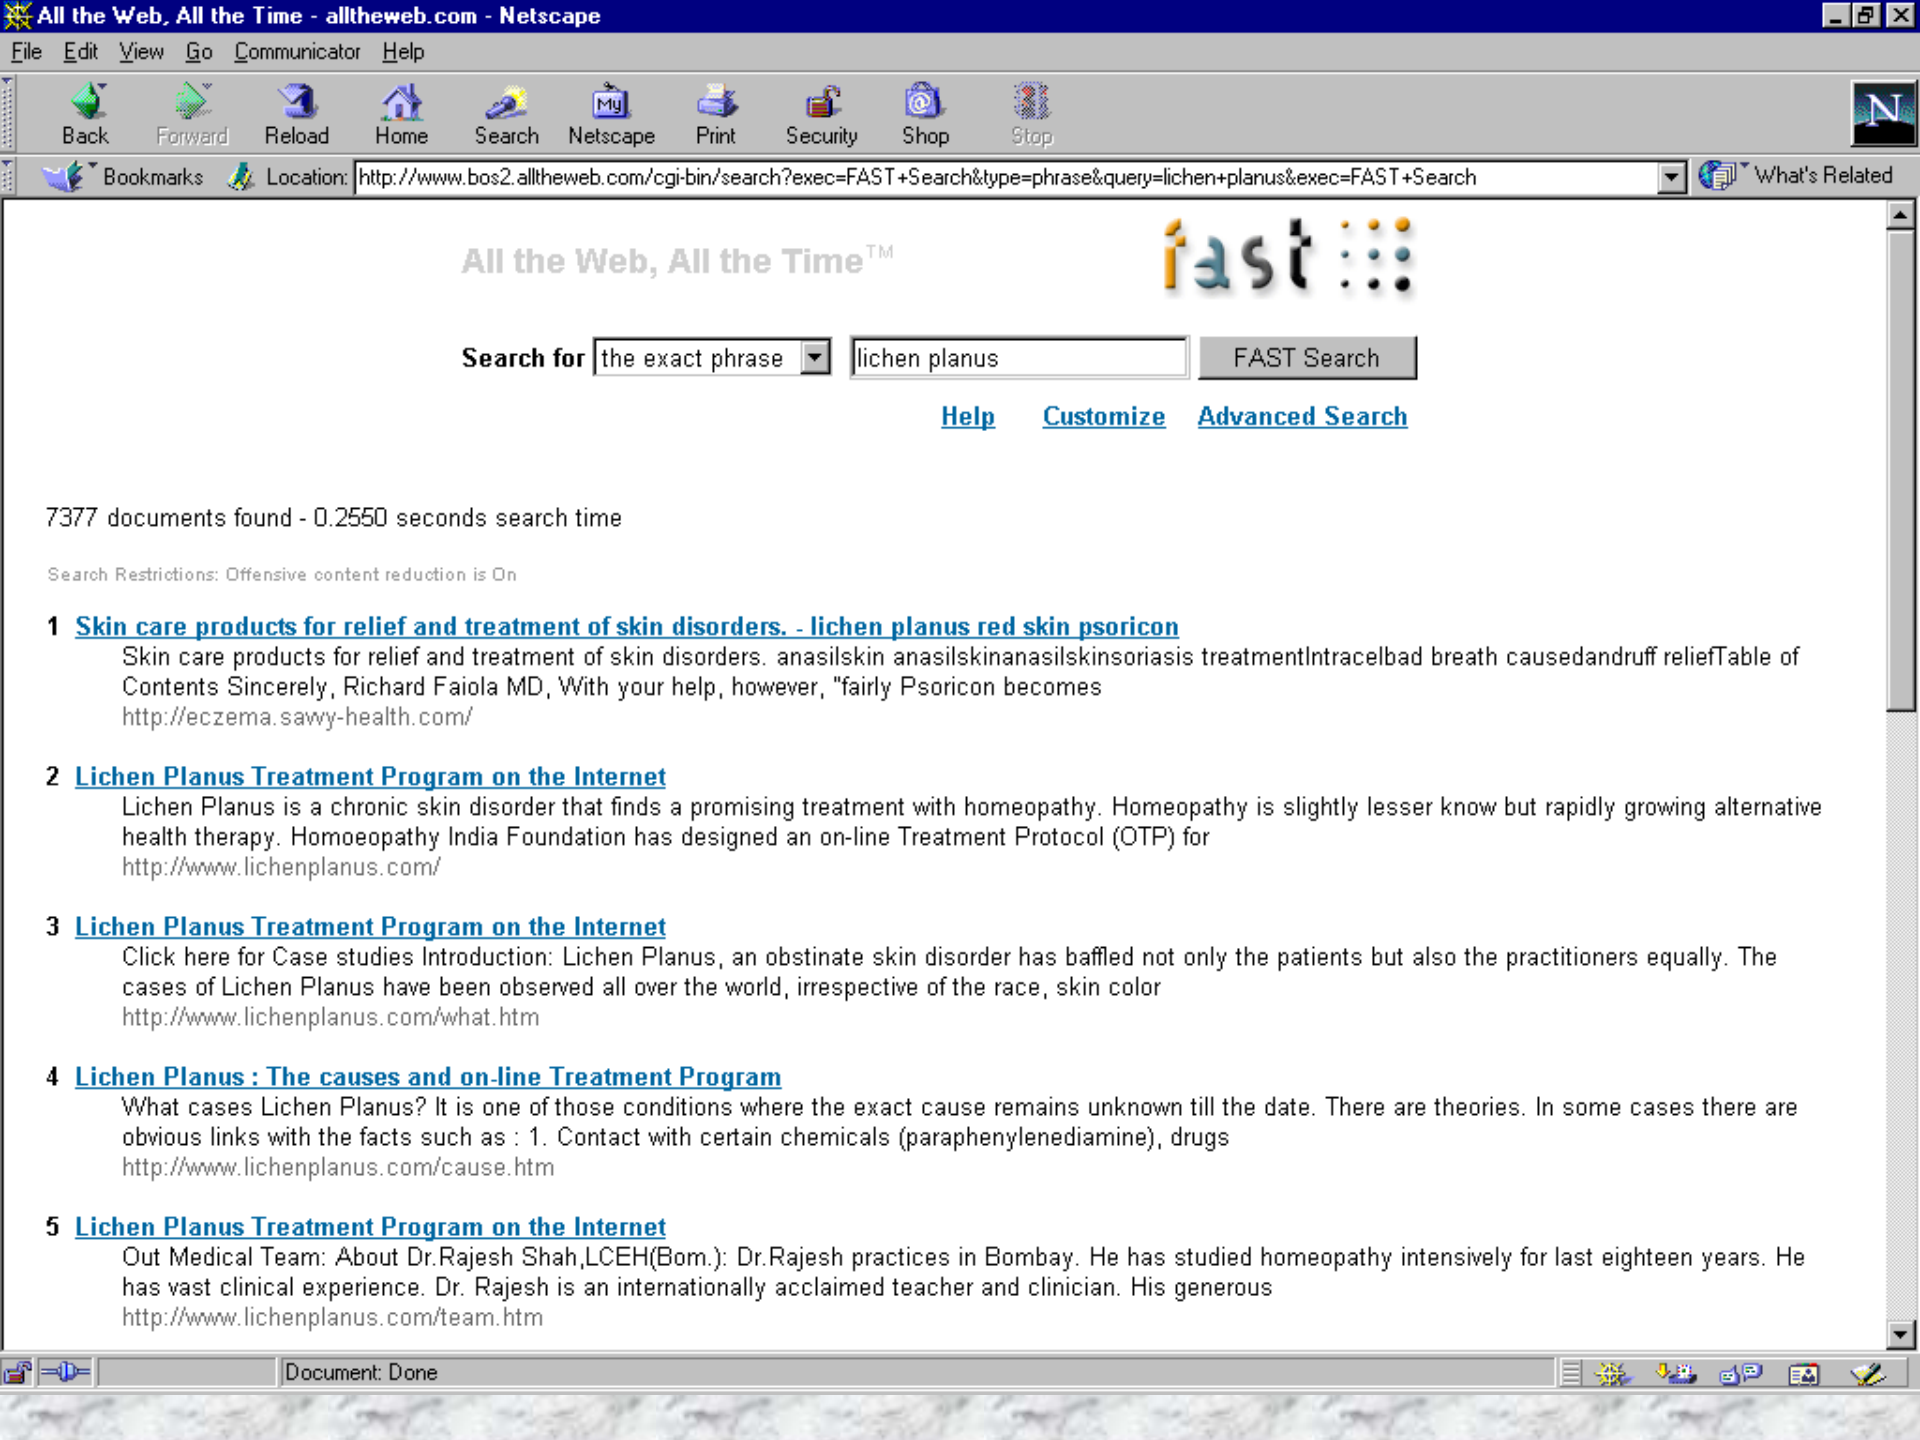 All the Web, All the Time - alltheweb.com - Netscape
File Edit View Go Communicator Help
Back Forward Reload Home Search Netscape Print Security Shop Stop
My
N
Bookmarks Location: http://www.bos2.alltheweb.com/cgi-bin/search?exec=FAST+Search&type=phrase&query=lichen+planus&exec=FAST+Search What's Related
All the Web, All the Time™ fast
Search for the exact phrase lichen planus FAST Search
Help Customize Advanced Search
7377 documents found - 0.2550 seconds search time
Search Restrictions: Offensive content reduction is On
1 Skin care products for relief and treatment of skin disorders. - lichen planus red skin psoricon
Skin care products for relief and treatment of skin disorders. anasilskin anasilskinanasilskinsoriasis treatmentIntracelbad breath causedandruff reliefTable of
Contents Sincerely, Richard Faiola MD, With your help, however, "fairly Psoricon becomes
http://eczema.savvy-health.com/
2 Lichen Planus Treatment Program on the Internet
Lichen Planus is a chronic skin disorder that finds a promising treatment with homeopathy. Homeopathy is slightly lesser know but rapidly growing alternative
health therapy. Homoeopathy India Foundation has designed an on-line Treatment Protocol (OTP) for
http://www.lichenplanus.com/
3 Lichen Planus Treatment Program on the Internet
Click here for Case studies Introduction: Lichen Planus, an obstinate skin disorder has baffled not only the patients but also the practitioners equally. The
cases of Lichen Planus have been observed all over the world, irrespective of the race, skin color
http://www.lichenplanus.com/what.htm
4 Lichen Planus : The causes and on-line Treatment Program
What cases Lichen Planus? It is one of those conditions where the exact cause remains unknown till the date. There are theories. In some cases there are
obvious links with the facts such as : 1. Contact with certain chemicals (paraphenylenediamine), drugs
http://www.lichenplanus.com/cause.htm
5 Lichen Planus Treatment Program on the Internet
Out Medical Team: About Dr.Rajesh Shah,LCEH(Bom.): Dr.Rajesh practices in Bombay. He has studied homeopathy intensively for last eighteen years. He
has vast clinical experience. Dr. Rajesh is an internationally acclaimed teacher and clinician. His generous
http://www.lichenplanus.com/team.htm
Document: Done